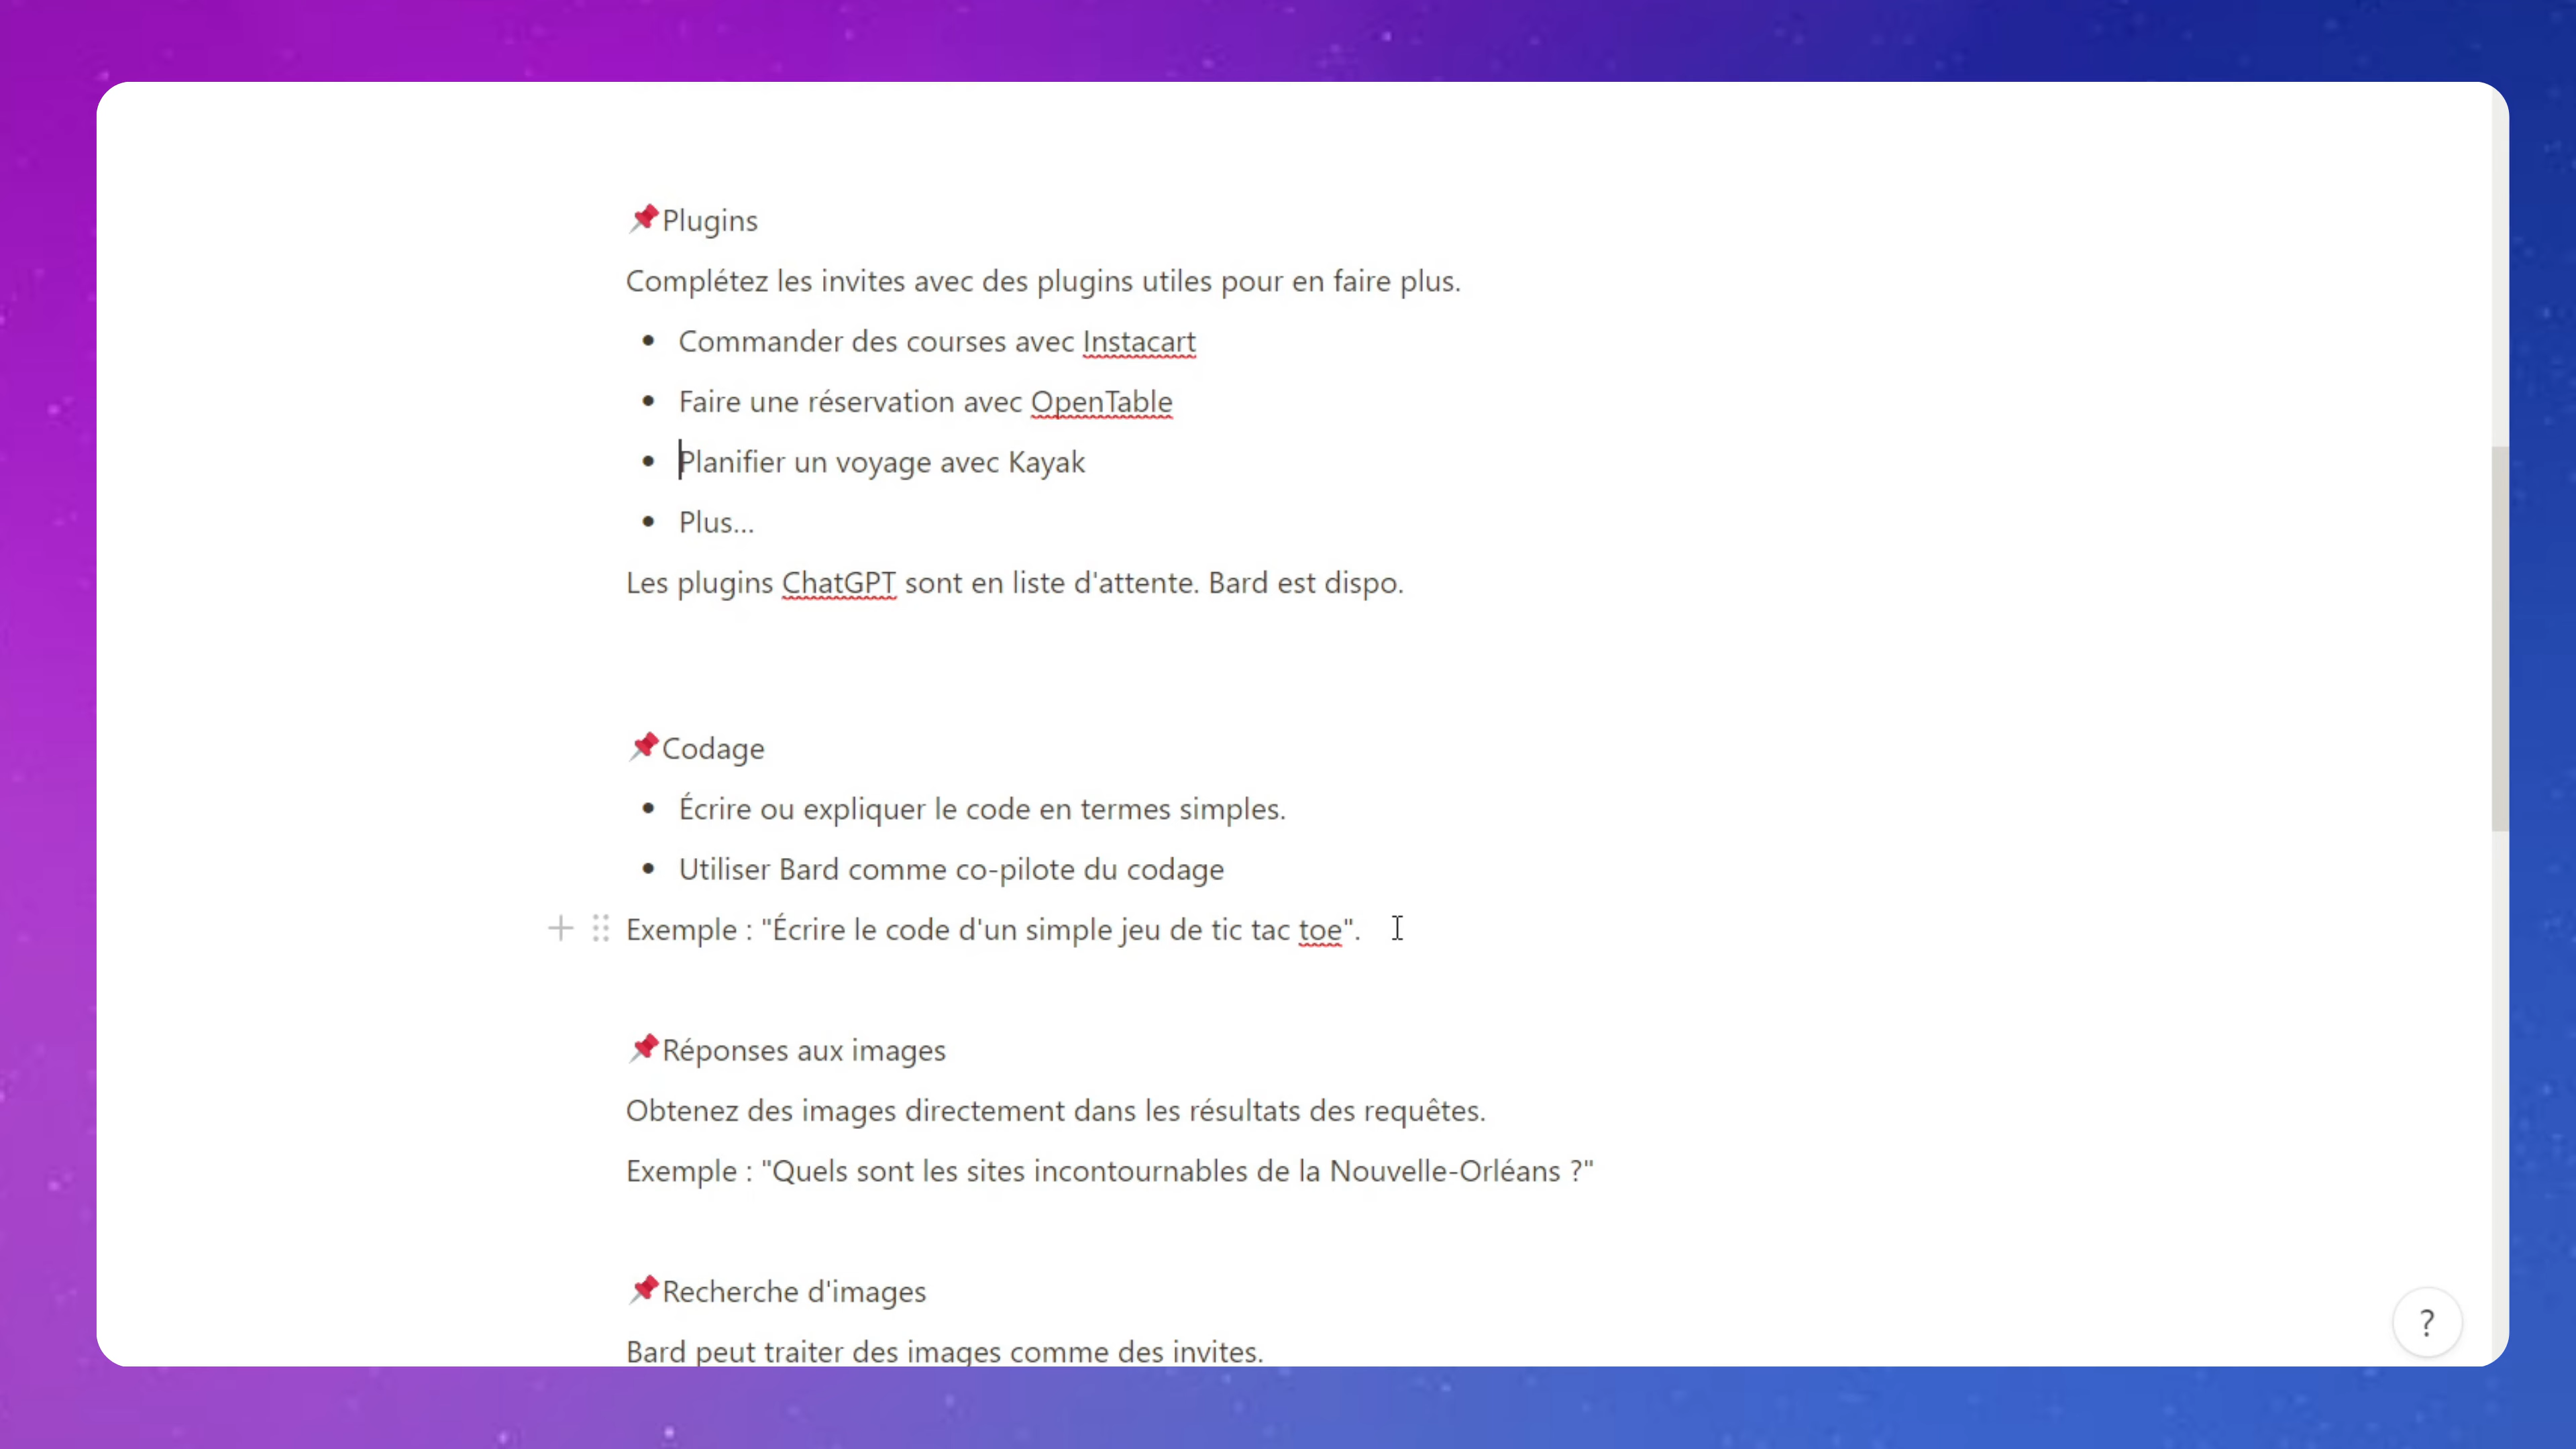 📌Plugins
Complétez les invites avec des plugins utiles pour en faire plus.
• Commander des courses avec Instacart
• Faire une réservation avec OpenTable
• Planifier un voyage avec Kayak
• Plus...
Les plugins ChatGPT sont en liste d'attente. Bard est dispo.
📌Codage
• Écrire ou expliquer le code en termes simples.
• Utiliser Bard comme co-pilote du codage
Exemple : "Écrire le code d'un simple jeu de tic tac toe".
📌Réponses aux images
Obtenez des images directement dans les résultats des requêtes.
Exemple : "Quels sont les sites incontournables de la Nouvelle-Orléans ?"
📌Recherche d'images
Bard peut traiter des images comme des invites.
?